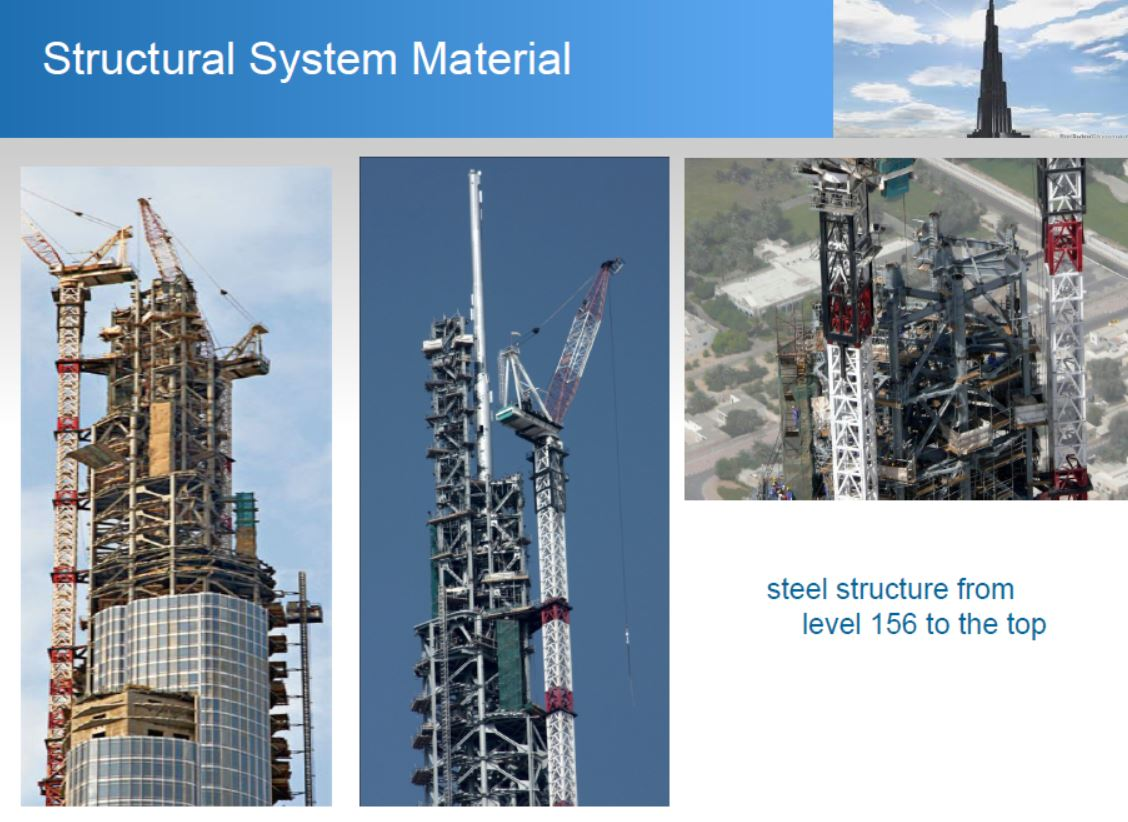 Structural System Material
steel structure from
level 156 to the top